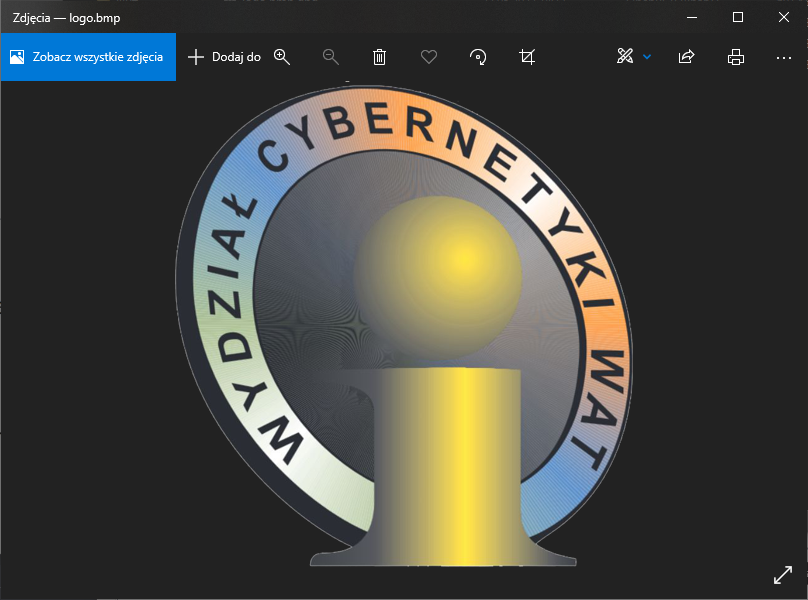 Zdjęcia — logo.bmp
Zobacz wszystkie zdjęcia
Dodaj do
WYDZIAŁ CYBERNETYKI WAT